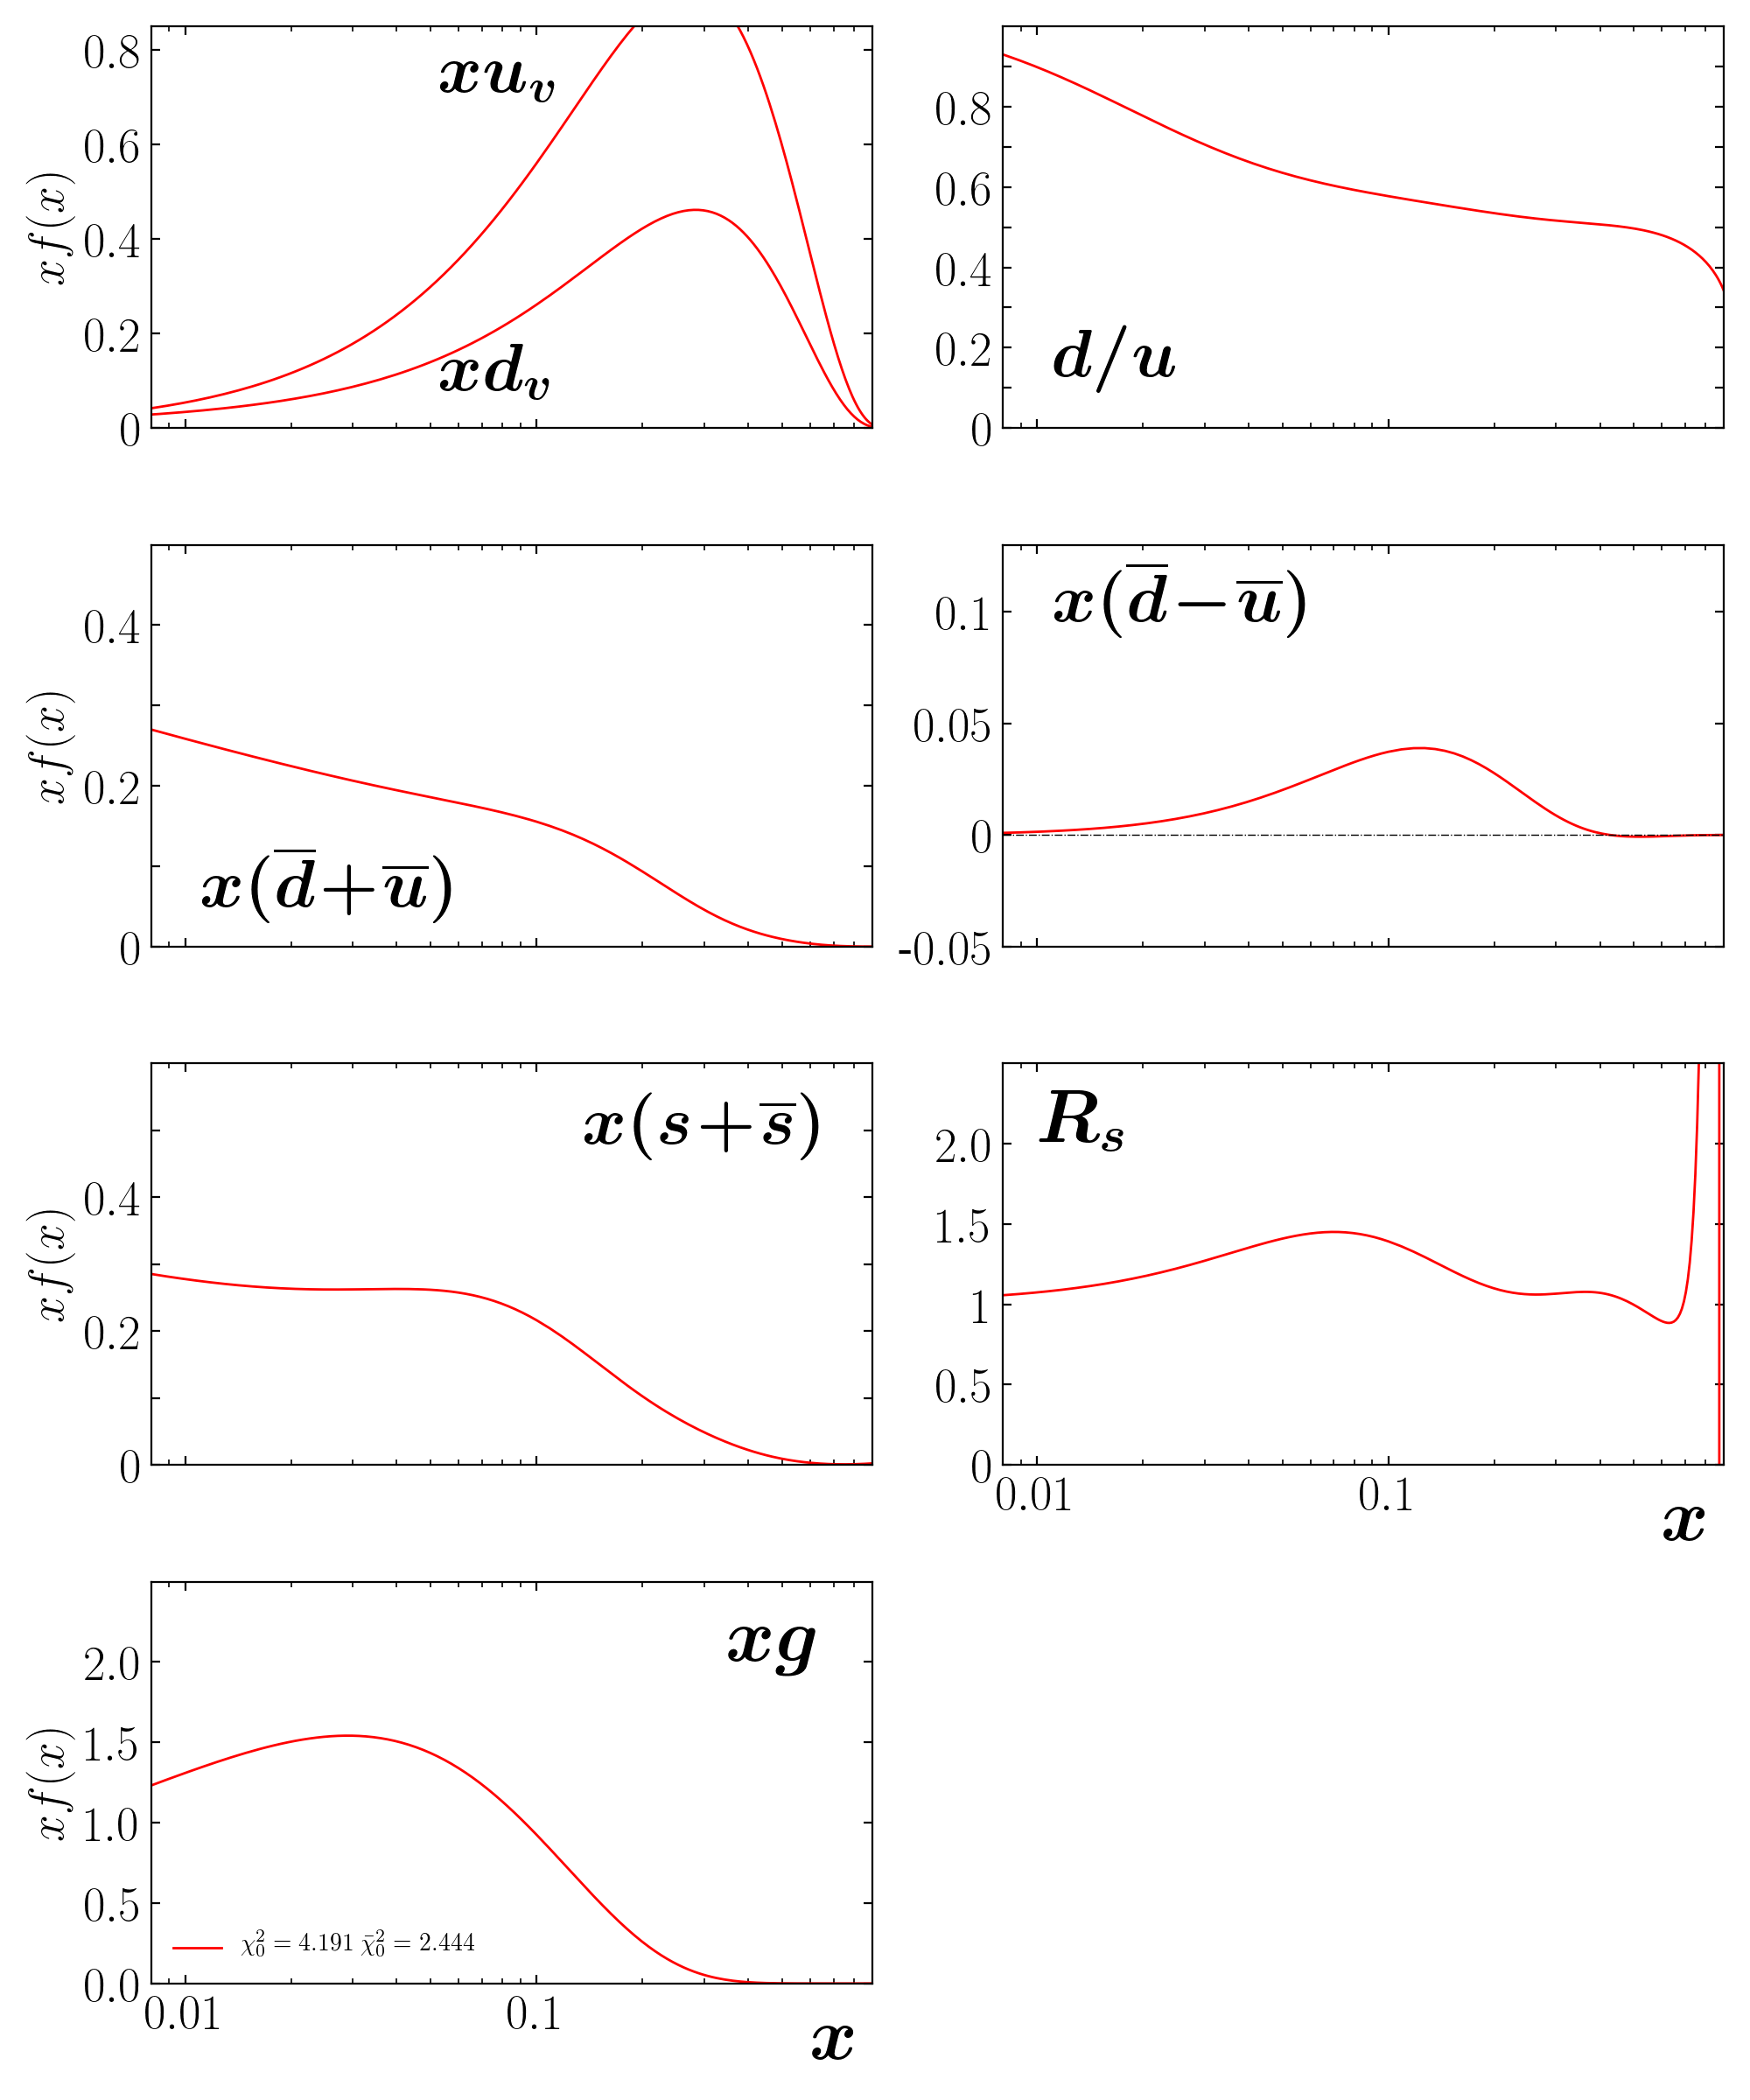 0.8
0.6
0.4
0.2
0
xf(x)
xu_v
xd_v
0.8
0.6
0.4
0.2
0
d/u
0.4
0.2
0
xf(x)
x(d̅+u̅)
0.1
0.05
0
-0.05
x(d̅−u̅)
0.4
0.2
0
xf(x)
x(s+s̅)
2.0
1.5
1
0.5
0
R_s
0.01 0.1
x
2.0
1.5
1.0
0.5
0.0
xf(x)
xg
χ²₀ = 4.191 χ̄²₀ = 2.444
0.01 0.1
x